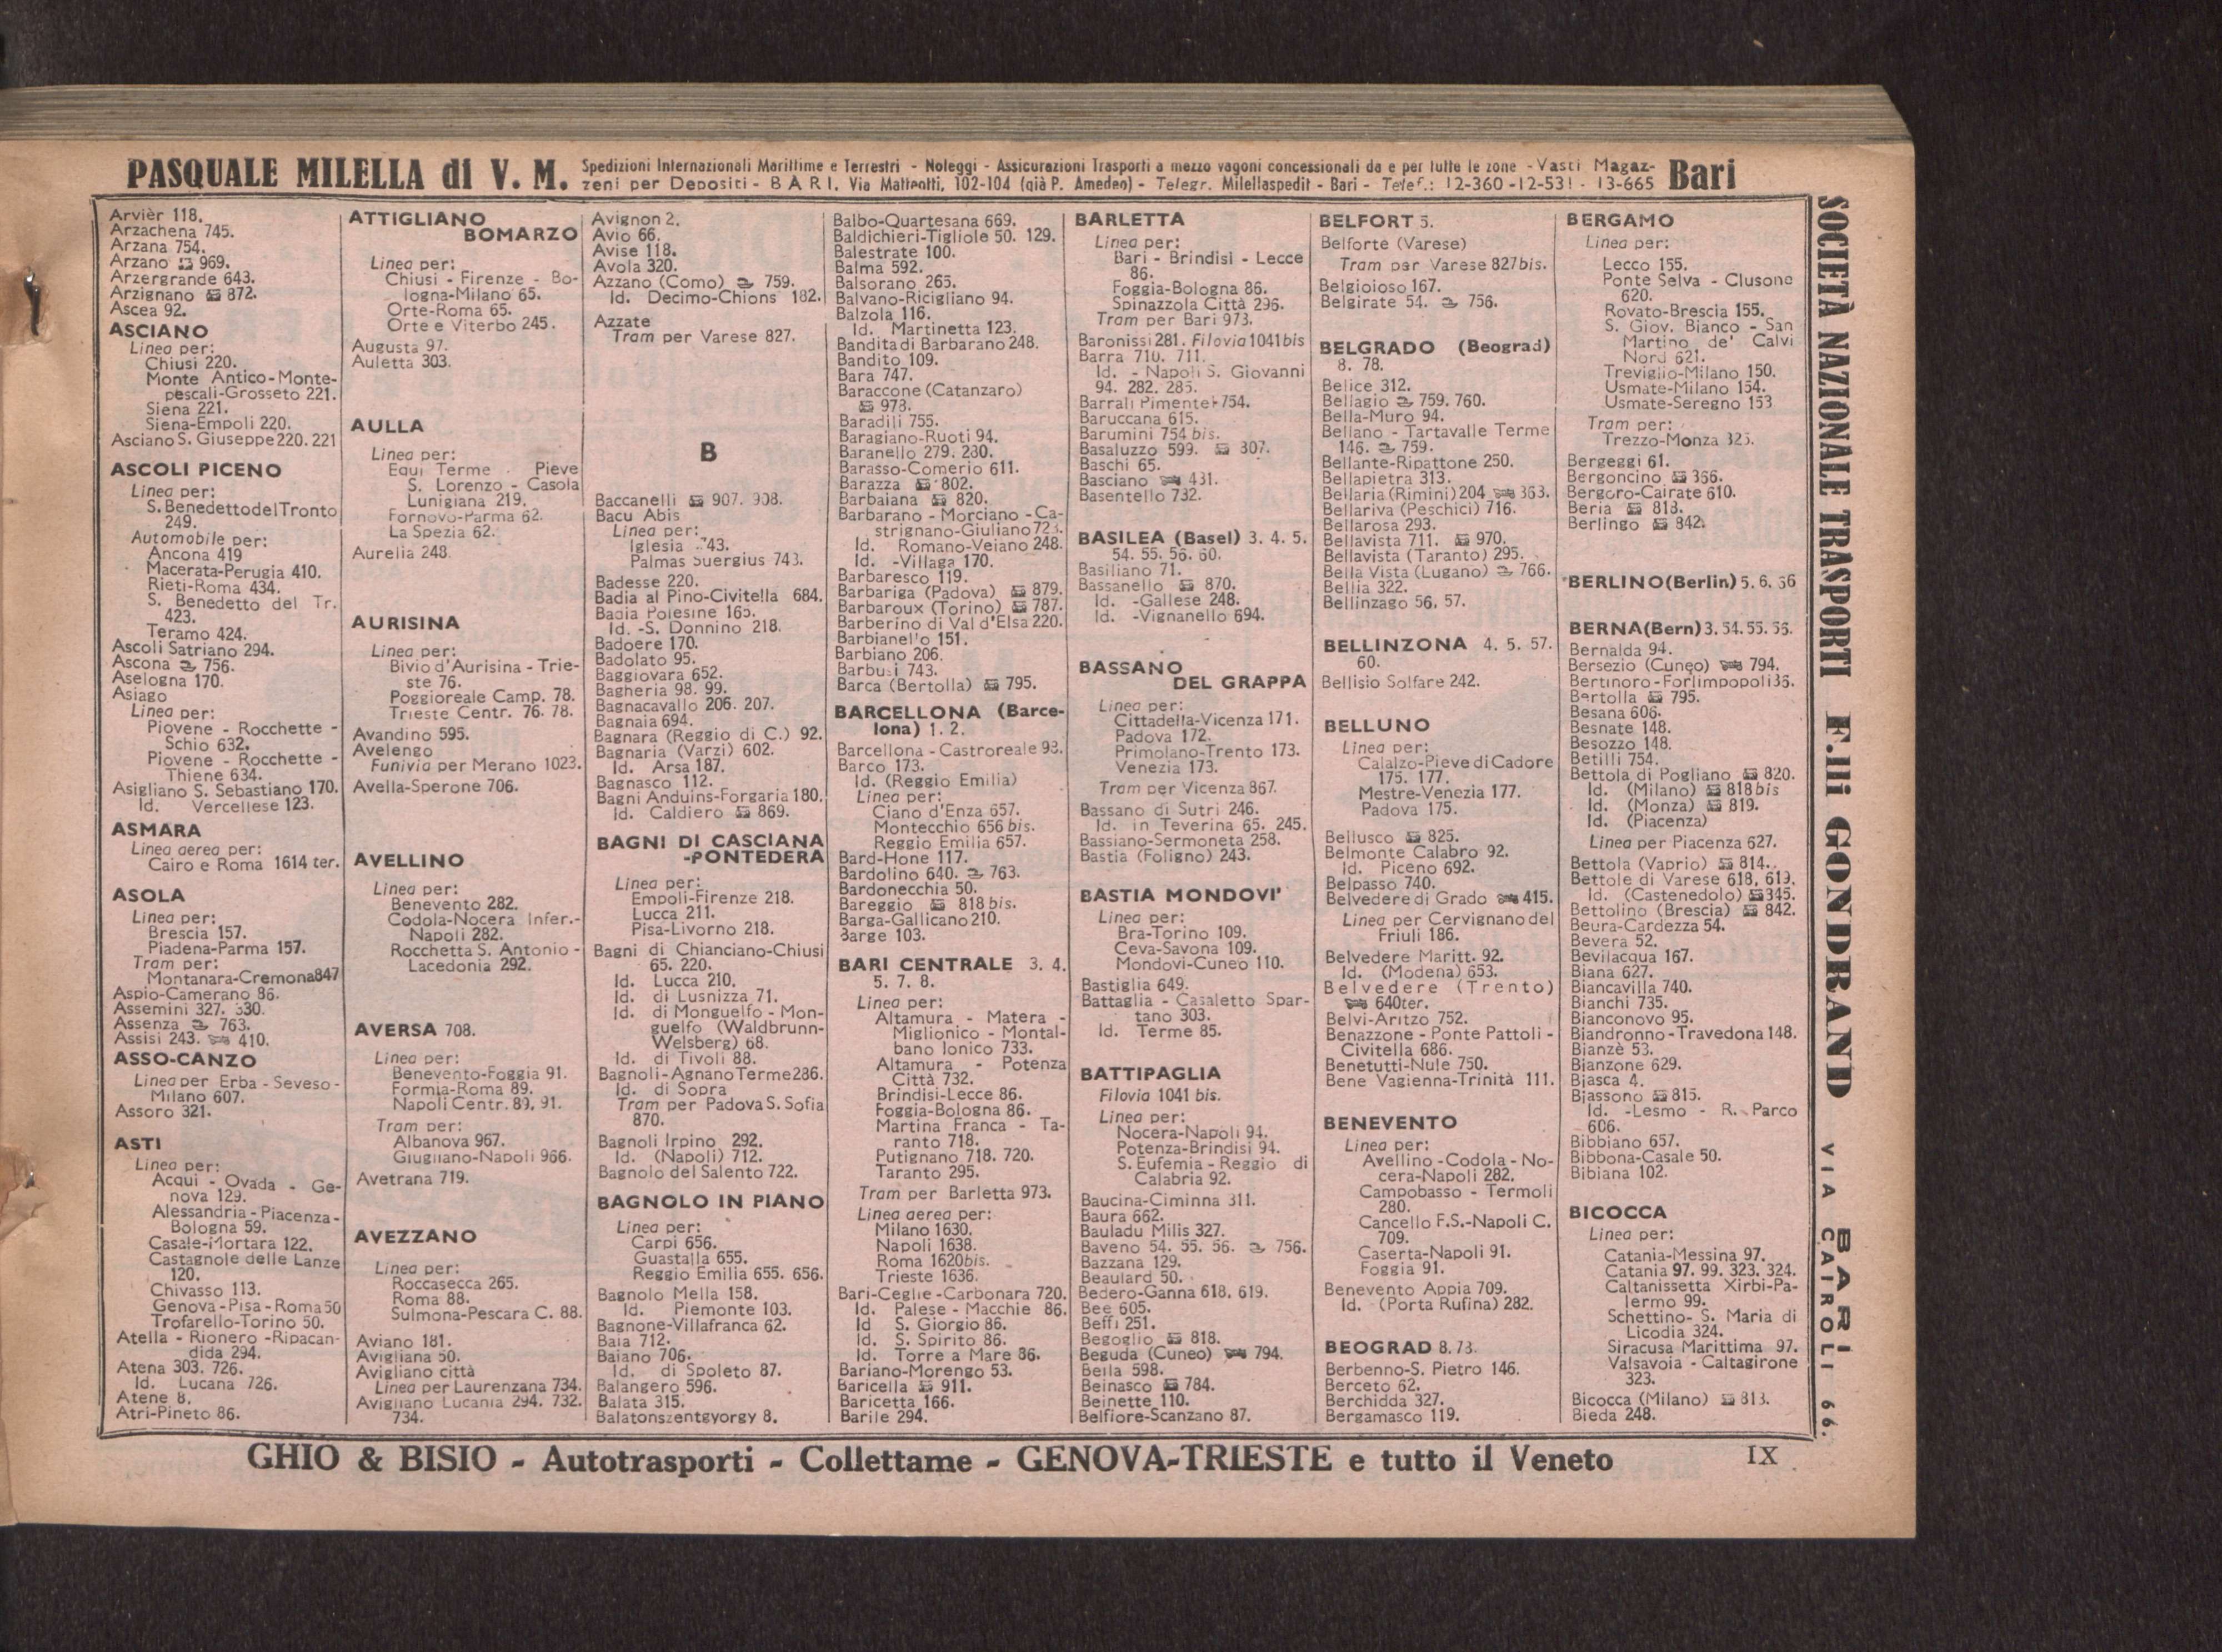 PASQUALE MILELLA di V. M. Spedizioni Internazionali Marittime e Terrestri - Noleggi - Assicurazioni Trasporti a mezzo vagoni concessionali da e per tutte le zone - Vasti Magaz-
zeni per Depositi - BARI, Via Matteotti, 102-104 (già P. Amedeo) - Telegr. Milellaspedit - Bari - Telef.: 12-360 - 12-531 - 13-665 Bari
Arvièr 118.
Arzachena 745.
Arzana 754.
Arzano 969.
Arzergrande 643.
Arzignano 872.
Ascea 92.
ASCIANO
Linea per:
Chiusi 220.
Monte Antico-Monte-
pescali-Grosseto 221.
Siena 221.
Siena-Empoli 220.
Asciano S. Giuseppe 220. 221
ASCOLI PICENO
Linea per:
S. Benedetto del Tronto
249.
Automobile per:
Ancona 419
Macerata-Perugia 410.
Rieti-Roma 434.
S. Benedetto del Tr.
423.
Teramo 424.
Ascoli Satriano 294.
Ascona 756.
Aselogna 170.
Asiago
Linea per:
Piovene - Rocchette -
Schio 632.
Piovene - Rocchette -
Thiene 634.
Asigliano S. Sebastiano 170.
Id. Vercellese 123.
ASMARA
Linea aerea per:
Cairo e Roma 1614 ter.
ASOLA
Linea per:
Brescia 157.
Piadena-Parma 157.
Tram per:
Montanara-Cremona 847
Aspio-Camerano 86.
Assemini 327. 330.
Assenza 763.
Assisi 243. 410.
ASSO-CANZO
Linea per Erba - Seveso -
Milano 607.
Assoro 321.
ASTI
Linea per:
Acqui - Ovada - Ge-
nova 129.
Alessandria - Piacenza -
Bologna 59.
Casale-Mortara 122.
Castagnole delle Lanze
120.
Chivasso 113.
Genova - Pisa - Roma 50
Trofarello-Torino 50.
Atella - Rionero - Ripacan-
dida 294.
Atena 303. 726.
Id. Lucana 726.
Atene 8.
Atri-Pineto 86.
ATTIGLIANO
BOMARZO
Linea per:
Chiusi - Firenze - Bo-
logna-Milano 65.
Orte-Roma 65.
Orte e Viterbo 245.
Augusta 97.
Auletta 303.
AULLA
Linea per:
Equi Terme - Pieve
S. Lorenzo - Casola
Lunigiana 219.
Fornovo-Parma 62.
La Spezia 62.
Aurelia 248.
AURISINA
Linea per:
Bivio d'Aurisina - Trie-
ste 76.
Poggioreale Camp. 78.
Trieste Centr. 76. 78.
Avandino 595.
Avelengo
Funivia per Merano 1023.
Avella-Sperone 706.
AVELLINO
Linea per:
Benevento 282.
Codola-Nocera Infer.-
Napoli 282.
Rocchetta S. Antonio -
Lacedonia 292.
AVERSA 708.
Linea per:
Benevento-Foggia 91.
Formia-Roma 89.
Napoli Centr. 89, 91.
Tram per:
Albanova 967.
Giugliano-Napoli 966.
Avetrana 719.
AVEZZANO
Linea per:
Roccasecca 265.
Roma 88.
Sulmona-Pescara C. 88.
Aviano 181.
Avigliana 50.
Avigliano città
Linea per Laurenzana 734.
Avigliano Lucania 294. 732.
734.
Avignon 2.
Avio 66.
Avise 118.
Avola 320.
Azzano (Como) 759.
Id. Decimo-Chions 182.
Azzate
Tram per Varese 827.
B
Baccanelli 907. 908.
Bacu Abis
Linea per:
Iglesia 743.
Palmas Suergius 743.
Badesse 220.
Badia al Pino-Civitella 684.
Badia Polesine 165.
Id. -S. Donnino 218.
Badoere 170.
Badolato 95.
Baggiovara 652.
Bagheria 98. 99.
Bagnacavallo 206. 207.
Bagnaia 694.
Bagnara (Reggio di C.) 92.
Bagnaria (Varzi) 602.
Id. Arsa 187.
Bagnasco 112.
Bagni Anduins-Forgaria 180.
Id. Caldiero 869.
BAGNI DI CASCIANA
-PONTEDERA
Linea per:
Empoli-Firenze 218.
Lucca 211.
Pisa-Livorno 218.
Bagni di Chianciano-Chiusi
65. 220.
Id. Lucca 210.
Id. di Lusnizza 71.
Id. di Monguelfo - Mon-
guelfo (Waldbrunn-
Welsberg) 68.
Id. di Tivoli 88.
Bagnoli-Agnano Terme 286.
Id. di Sopra
Tram per Padova S. Sofia
870.
Bagnoli Irpino 292.
Id. (Napoli) 712.
Bagnolo del Salento 722.
BAGNOLO IN PIANO
Linea per:
Carpi 656.
Guastalla 655.
Reggio Emilia 655. 656.
Bagnolo Mella 158.
Id. Piemonte 103.
Bagnone-Villafranca 62.
Baia 712.
Baiano 706.
Id. di Spoleto 87.
Balangero 596.
Balata 315.
Balatonszentgyorgy 8.
Balbo-Quartesana 669.
Baldichieri-Tigliole 50. 129.
Balestrate 100.
Balma 592.
Balsorano 265.
Balvano-Ricigliano 94.
Balzola 116.
Id. Martinetta 123.
Bandita di Barbarano 248.
Bandito 109.
Bara 747.
Baraccone (Catanzaro)
973.
Baradili 755.
Baragiano-Ruoti 94.
Baranello 279. 280.
Barasso-Comerio 611.
Barazza 802.
Barbaiana 820.
Barbarano - Morciano - Ca-
strignano-Giuliano 723.
Id. Romano-Veiano 248.
Id. -Villaga 170.
Barbaresco 119.
Barbariga (Padova) 879.
Barbaroux (Torino) 787.
Barberino di Val d'Elsa 220.
Barbianello 151.
Barbiano 206.
Barbusi 743.
Barca (Bertolla) 795.
BARCELLONA (Barce-
lona) 1. 2.
Barcellona - Castroreale 98.
Barco 173.
Id. (Reggio Emilia)
Linea per:
Ciano d'Enza 657.
Montecchio 656 bis.
Reggio Emilia 657.
Bard-Hone 117.
Bardolino 640. 763.
Bardonecchia 50.
Bareggio 818 bis.
Barga-Gallicano 210.
Barge 103.
BARI CENTRALE 3. 4.
5. 7. 8.
Linea per:
Altamura - Matera -
Miglionico - Montal-
bano Ionico 733.
Altamura - Potenza
Città 732.
Brindisi-Lecce 86.
Foggia-Bologna 86.
Martina Franca - Ta-
ranto 718.
Putignano 718. 720.
Taranto 295.
Tram per Barletta 973.
Linea aerea per:
Milano 1630.
Napoli 1638.
Roma 1620bis.
Trieste 1636.
Bari-Ceglie-Carbonara 720.
Id. Palese - Macchie 86.
Id S. Giorgio 86.
Id. S. Spirito 86.
Id. Torre a Mare 86.
Bariano-Morengo 53.
Baricella 911.
Baricetta 166.
Barile 294.
BARLETTA
Linea per:
Bari - Brindisi - Lecce
86.
Foggia-Bologna 86.
Spinazzola Città 296.
Tram per Bari 973.
Baronissi 281. Filovia 1041bis
Barra 710. 711.
Id. - Napoli S. Giovanni
94. 282. 285.
Barrali Pimentel 754.
Baruccana 615.
Barumini 754 bis.
Basaluzzo 599. 307.
Baschi 65.
Basciano 431.
Basentello 732.
BASILEA (Basel) 3. 4. 5.
54. 55. 56. 60.
Basiliano 71.
Bassanello 870.
Id. -Gallese 248.
Id. -Vignanello 694.
BASSANO
DEL GRAPPA
Linea per:
Cittadella-Vicenza 171.
Padova 172.
Primolano-Trento 173.
Venezia 173.
Tram per Vicenza 867.
Bassano di Sutri 246.
Id. in Teverina 65. 245.
Bassiano-Sermoneta 258.
Bastia (Foligno) 243.
BASTIA MONDOVI'
Linea per:
Bra-Torino 109.
Ceva-Savona 109.
Mondovi-Cuneo 110.
Bastiglia 649.
Battaglia - Casaletto Spar-
tano 303.
Id. Terme 85.
BATTIPAGLIA
Filovia 1041 bis.
Linea per:
Nocera-Napoli 94.
Potenza-Brindisi 94.
S. Eufemia - Reggio di
Calabria 92.
Baucina-Ciminna 311.
Baura 662.
Bauladu Milis 327.
Baveno 54. 55. 56. 756.
Bazzana 129.
Beaulard 50.
Bedero-Ganna 618, 619.
Bee 605.
Beffi 251.
Begoglio 818.
Beguda (Cuneo) 794.
Beila 598.
Beinasco 784.
Beinette 110.
Belfiore-Scanzano 87.
BELFORT 5.
Belforte (Varese)
Tram per Varese 827bis.
Belgioioso 167.
Belgirate 54. 756.
BELGRADO (Beograd)
8. 78.
Belice 312.
Bellagio 759. 760.
Bella-Muro 94.
Bellano - Tartavalle Terme
146. 759.
Bellante-Ripattone 250.
Bellapietra 313.
Bellaria (Rimini) 204 363.
Bellariva (Peschici) 716.
Bellarosa 293.
Bellavista 711. 970.
Bellavista (Taranto) 295.
Bella Vista (Lugano) 766.
Bellia 322.
Bellinzago 56. 57.
BELLINZONA 4. 5. 57.
60.
Bellisio Solfare 242.
BELLUNO
Linea per:
Calalzo-Pieve di Cadore
175. 177.
Mestre-Venezia 177.
Padova 175.
Bellusco 825.
Belmonte Calabro 92.
Id. Piceno 692.
Belpasso 740.
Belvedere di Grado 415.
Linea per Cervignano del
Friuli 186.
Belvedere Maritt. 92.
Id. (Modena) 653.
Belvedere (Trento)
640ter.
Belvi-Aritzo 752.
Benazzone - Ponte Pattoli -
Civitella 686.
Benetutti-Nule 750.
Bene Vagienna-Trinità 111.
BENEVENTO
Linea per:
Avellino - Codola - No-
cera-Napoli 282.
Campobasso - Termoli
280.
Cancello F.S.-Napoli C.
709.
Caserta-Napoli 91.
Foggia 91.
Benevento Appia 709.
Id. - (Porta Rufina) 282.
BEOGRAD 8. 78.
Berbenno-S. Pietro 146.
Berceto 62.
Berchidda 327.
Bergamasco 119.
BERGAMO
Linea per:
Lecco 155.
Ponte Selva - Clusone
620.
Rovato-Brescia 155.
S. Giov. Bianco - San
Martino de' Calvi
Nord 621.
Treviglio-Milano 150.
Usmate-Milano 154.
Usmate-Seregno 153
Tram per:
Trezzo-Monza 325.
Bergeggi 61.
Bergoncino 366.
Bergoro-Cairate 610.
Beria 813.
Berlingo 842.
BERLINO (Berlin) 5. 6. 56
BERNA (Bern) 3. 54. 55. 56.
Bernalda 94.
Bersezio (Cuneo) 794.
Bertinoro-Forlimpopoli 86.
Bertolla 795.
Besana 606.
Besnate 148.
Besozzo 148.
Betilli 754.
Bettola di Pogliano 820.
Id. (Milano) 818 bis
Id. (Monza) 819.
Id. (Piacenza)
Linea per Piacenza 627.
Bettola (Vaprio) 814.
Bettole di Varese 618, 619.
Id. (Castenedolo) 345.
Bettolino (Brescia) 842.
Beura-Cardezza 54.
Bevera 52.
Bevilacqua 167.
Biana 627.
Biancavilla 740.
Bianchi 735.
Bianconovo 95.
Biandronno-Travedona 148.
Bianzè 53.
Bianzone 629.
Biasca 4.
Biassono 815.
Id. -Lesmo - R. Parco
606.
Bibbiano 657.
Bibbona-Casale 50.
Bibiana 102.
BICOCCA
Linea per:
Catania-Messina 97.
Catania 97. 99. 323. 324.
Caltanissetta Xirbi-Pa-
lermo 99.
Schettino- S. Maria di
Licodia 324.
Siracusa Marittima 97.
Valsavoia - Caltagirone
323.
Bicocca (Milano) 813.
Bieda 248.
SOCIETÀ NAZIONALE TRASPORTI F.lli GONDRAND
BARI
VIA CAIROLI 66.
GHIO & BISIO - Autotrasporti - Collettame - GENOVA-TRIESTE e tutto il Veneto
IX